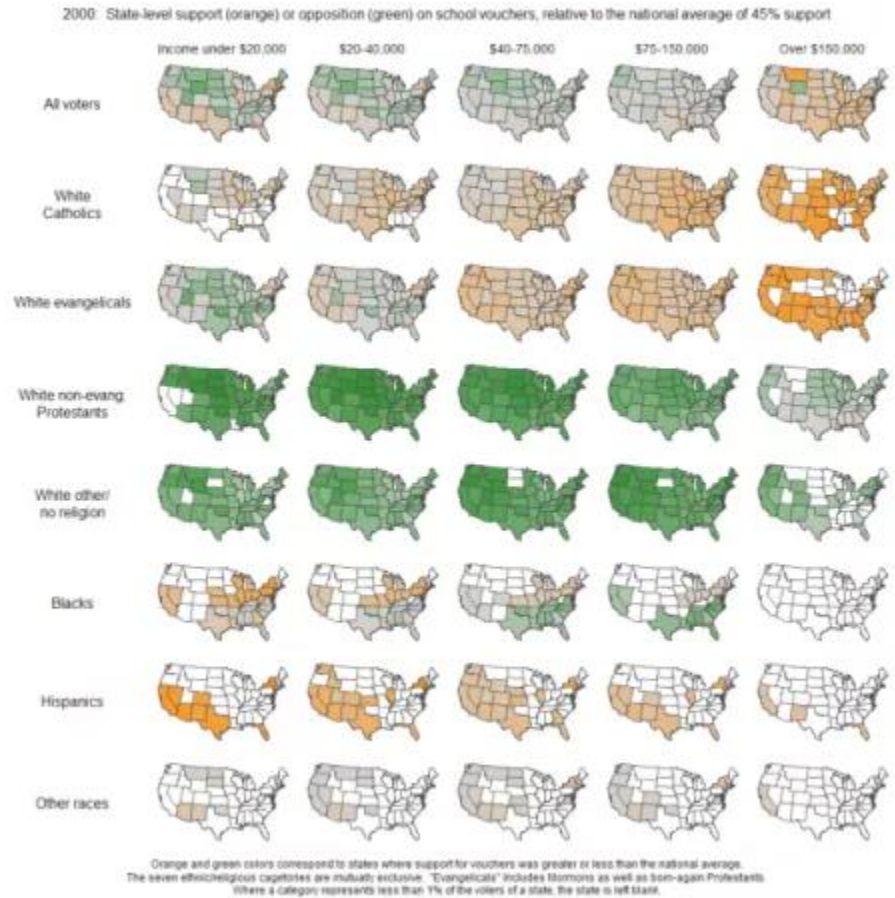 2000: State-level support (orange) or opposition (green) on school vouchers, relative to the national average of 45% support
Income under $20,000 $20-40,000 $40-75,000 $75-150,000 Over $150,000
All voters
White
Catholics
White evangelicals
White non-evang.
Protestants
White other/
no religion
Blacks
Hispanics
Other races
Orange and green colors correspond to states where support for vouchers was greater or less than the national average.
The seven ethnic/religious cagetories are mutually exclusive. "Evangelicals" includes Mormons as well as born-again Protestants.
Where a category represents less than 1% of the voters of a state, the state is left blank.